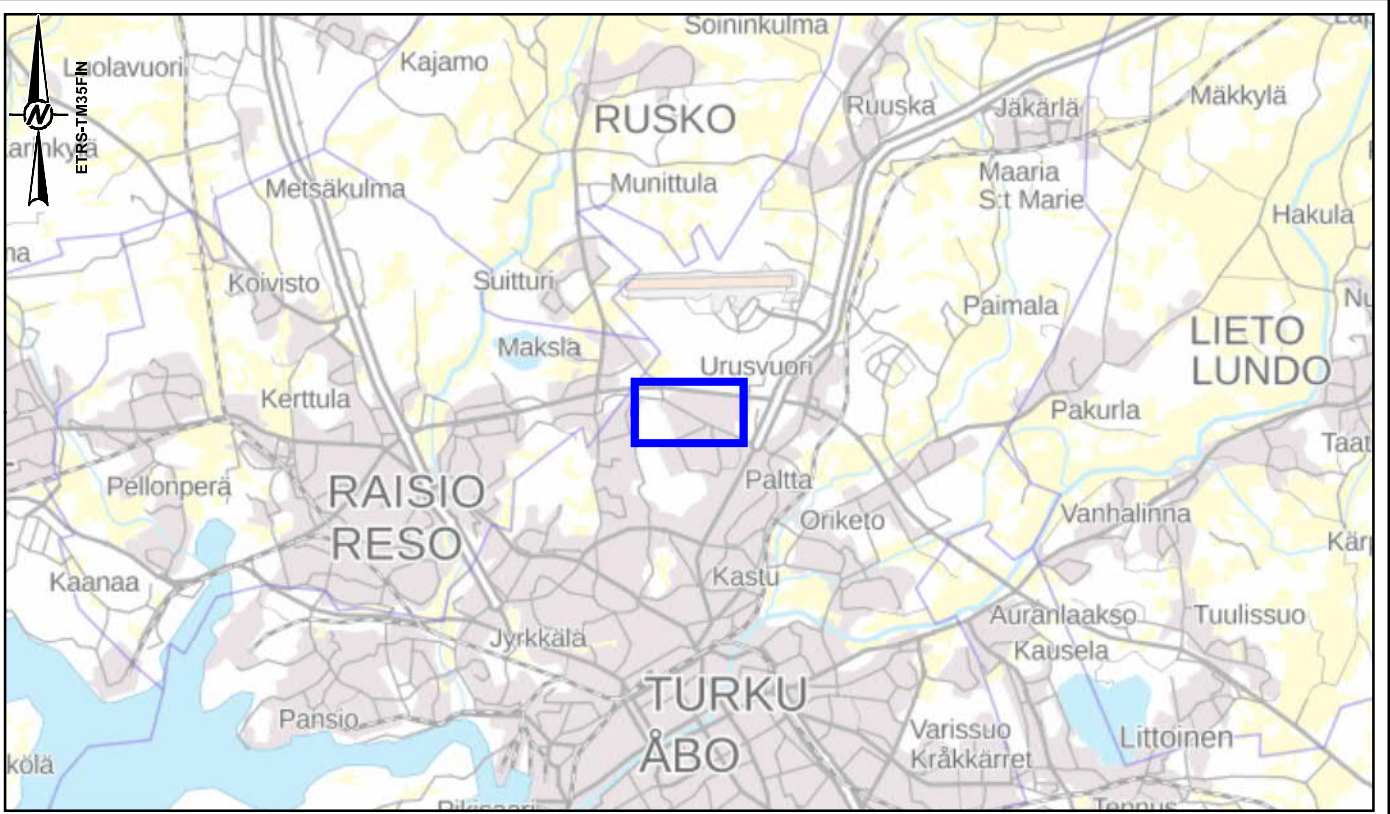 Soininkulma
Luolavuori
Kajamo
N
ETRS-TM35FIN
RUSKO
Ruuska
Jäkärlä
Mäkkylä
Metsäkulma
Munittula
Maaria
S:t Marie
Hakula
Koivisto
Suitturi
Paimala
LIETO
LUNDO
Maksla
Urusvuori
Kerttula
Pakurla
Pellonperä
RAISIO
RESO
Paltta
Oriketo
Vanhalinna
Kaanaa
Kastu
Auranlaakso
Tuulissuo
Jyrkkälä
Kausela
TURKU
ÅBO
Pansio
Varissuo
Kråkkärret
Littoinen
kölä